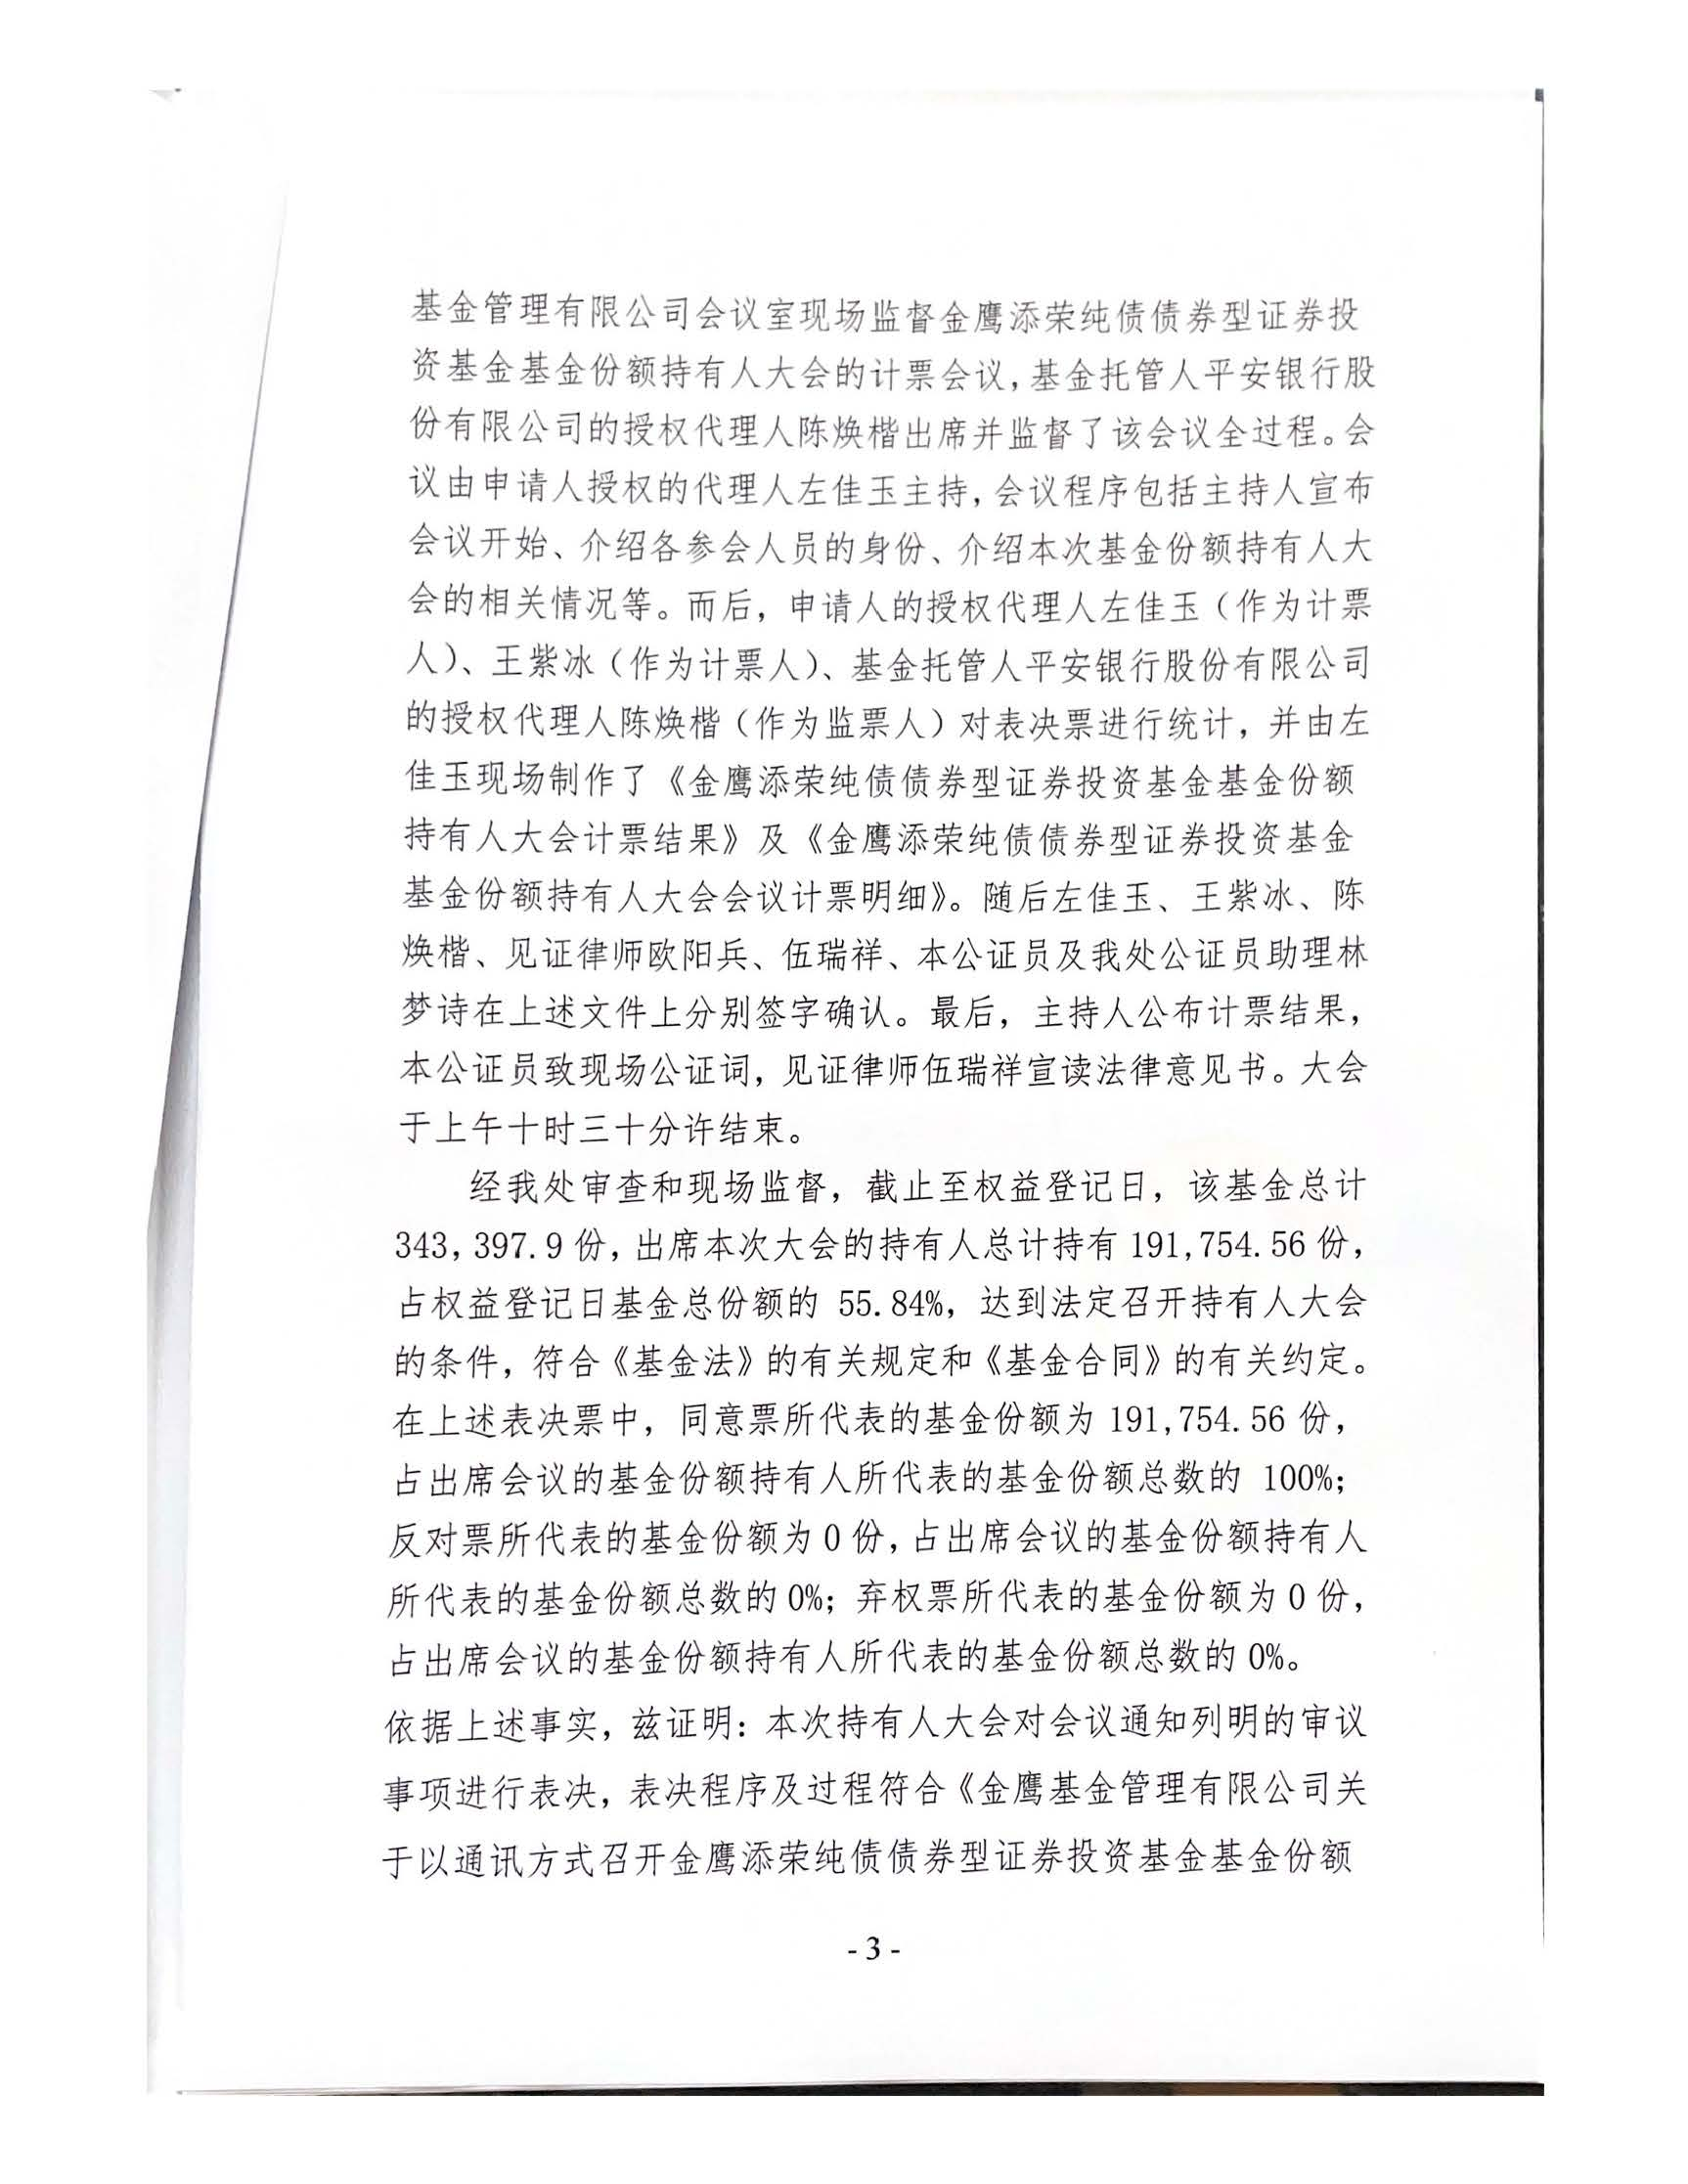 基金管理有限公司会议室现场监督金鹰添荣纯债债券型证券投
资基金基金份额持有人大会的计票会议，基金托管人平安银行股
份有限公司的授权代理人陈焕楷出席并监督了该会议全过程。会
议由申请人授权的代理人左佳玉主持，会议程序包括主持人宣布
会议开始、介绍各参会人员的身份、介绍本次基金份额持有人大
会的相关情况等。而后，申请人的授权代理人左佳玉（作为计票
人）、王紫冰（作为计票人）、基金托管人平安银行股份有限公司
的授权代理人陈焕楷（作为监票人）对表决票进行统计，并由左
佳玉现场制作了《金鹰添荣纯债债券型证券投资基金基金份额
持有人大会计票结果》及《金鹰添荣纯债债券型证券投资基金
基金份额持有人大会会议计票明细》。随后左佳玉、王紫冰、陈
焕楷、见证律师欧阳兵、伍瑞祥、本公证员及我处公证员助理林
梦诗在上述文件上分别签字确认。最后，主持人公布计票结果，
本公证员致现场公证词，见证律师伍瑞祥宣读法律意见书。大会
于上午十时三十分许结束。
经我处审查和现场监督，截止至权益登记日，该基金总计
343,397.9 份，出席本次大会的持有人总计持有 191,754.56 份，
占权益登记日基金总份额的 55.84%，达到法定召开持有人大会
的条件，符合《基金法》的有关规定和《基金合同》的有关约定。
在上述表决票中，同意票所代表的基金份额为 191,754.56 份，
占出席会议的基金份额持有人所代表的基金份额总数的 100%；
反对票所代表的基金份额为 0 份，占出席会议的基金份额持有人
所代表的基金份额总数的 0%；弃权票所代表的基金份额为 0 份，
占出席会议的基金份额持有人所代表的基金份额总数的 0%。
依据上述事实，兹证明：本次持有人大会对会议通知列明的审议
事项进行表决，表决程序及过程符合《金鹰基金管理有限公司关
于以通讯方式召开金鹰添荣纯债债券型证券投资基金基金份额
- 3 -